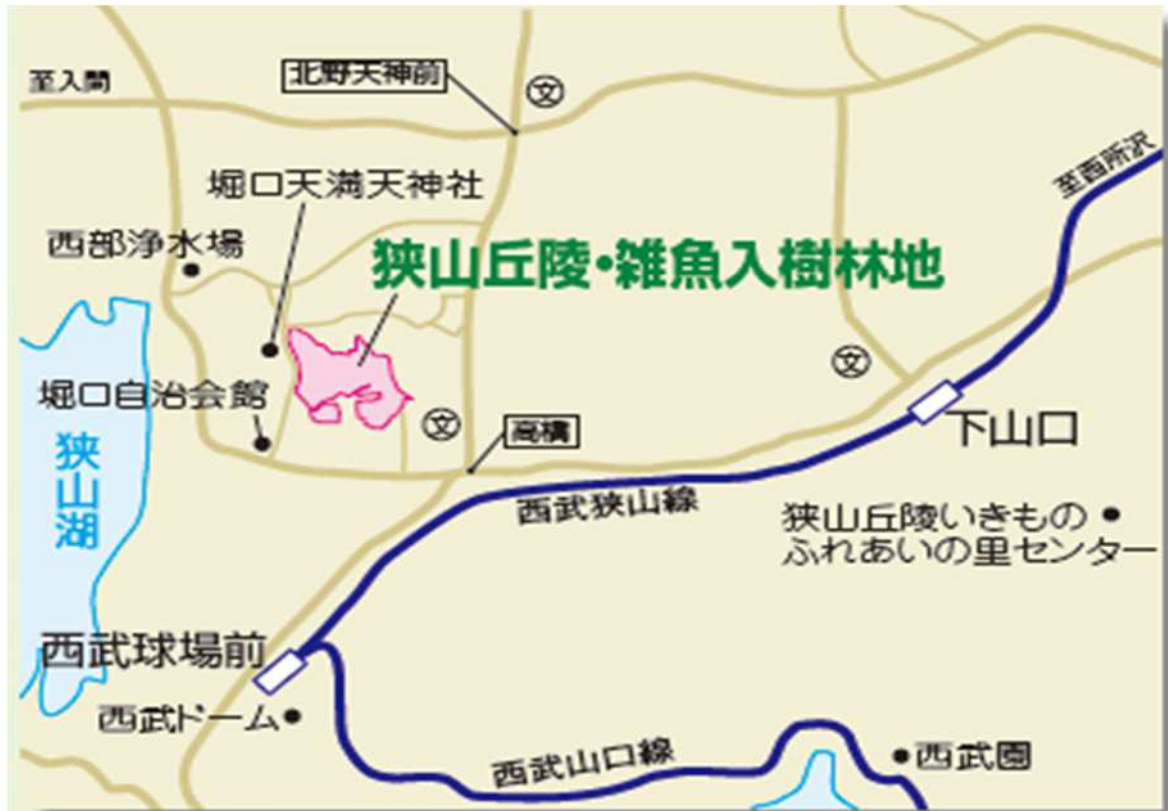 至入間
北野天神前
文
至西所沢
堀口天満天神社
西部浄水場
狭山丘陵・雑魚入樹林地
文
堀口自治会館
文
高橋
下山口
狭山湖
西武狭山線
狭山丘陵いきもの
ふれあいの里センター
西武球場前
西武ドーム
西武山口線
西武園